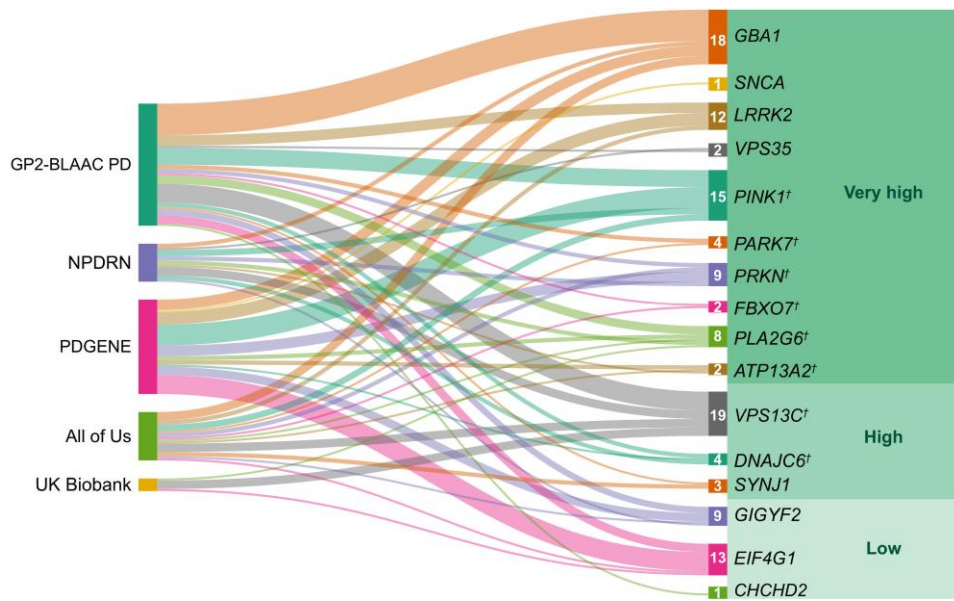 GP2-BLAAC PD
NPDRN
PDGENE
All of Us
UK Biobank
18 GBA1
1 SNCA
12 LRRK2
2 VPS35
15 PINK1†
4 PARK7†
9 PRKN†
2 FBXO7†
8 PLA2G6†
2 ATP13A2†
19 VPS13C†
4 DNAJC6†
3 SYNJ1
9 GIGYF2
13 EIF4G1
1 CHCHD2
Very high
High
Low